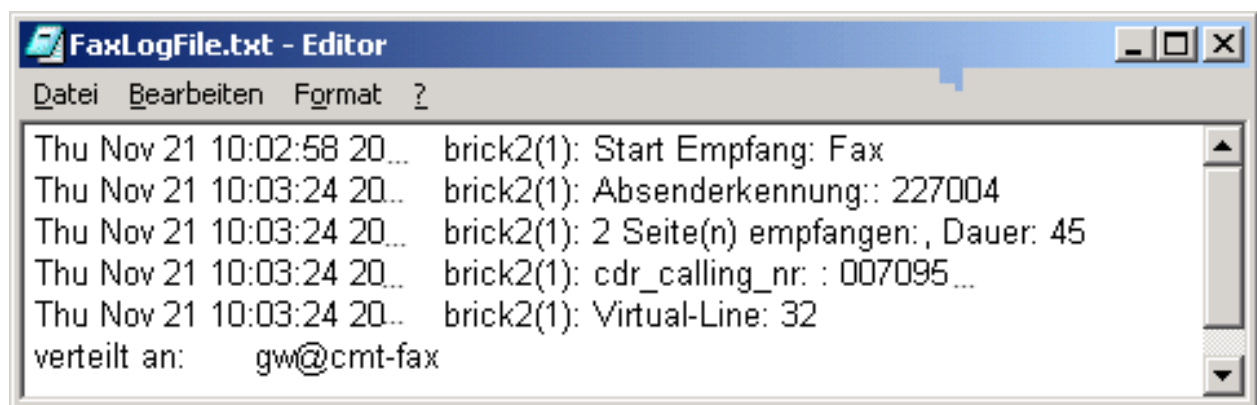 FaxLogFile.txt - Editor
Datei Bearbeiten Format ?
Thu Nov 21 10:02:58 20... brick2(1): Start Empfang: Fax
Thu Nov 21 10:03:24 20... brick2(1): Absenderkennung:: 227004
Thu Nov 21 10:03:24 20... brick2(1): 2 Seite(n) empfangen:, Dauer: 45
Thu Nov 21 10:03:24 20... brick2(1): cdr_calling_nr: : 007095...
Thu Nov 21 10:03:24 20... brick2(1): Virtual-Line: 32
verteilt an: gw@cmt-fax